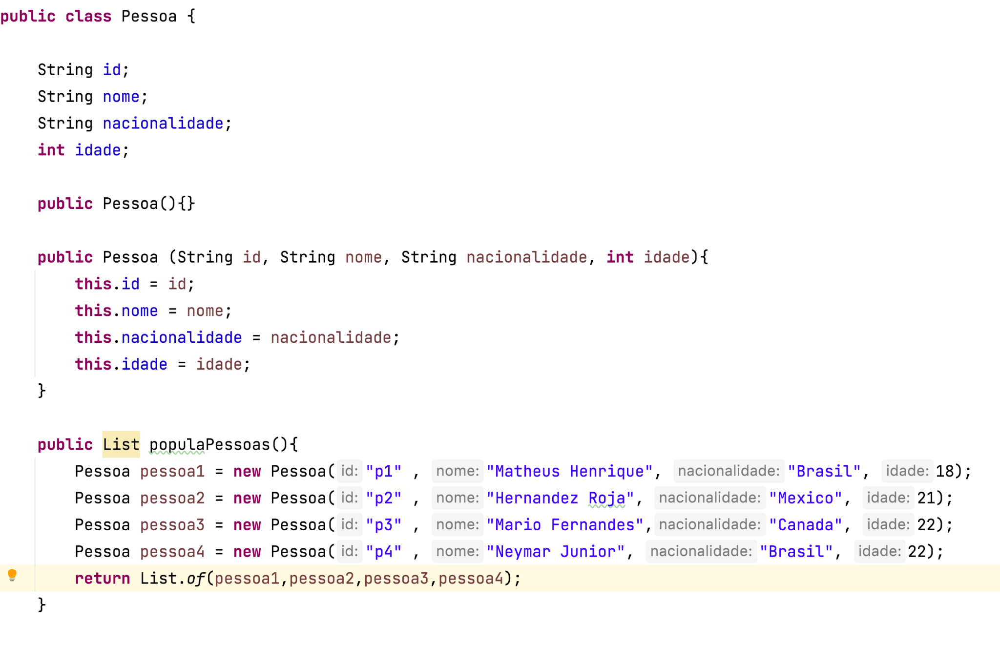 public class Pessoa {
String id;
String nome;
String nacionalidade;
int idade;
public Pessoa(){}
public Pessoa (String id, String nome, String nacionalidade, int idade){
this.id = id;
this.nome = nome;
this.nacionalidade = nacionalidade;
this.idade = idade;
}
public List populaPessoas(){
Pessoa pessoa1 = new Pessoa( id: "p1" , nome: "Matheus Henrique", nacionalidade: "Brasil", idade: 18);
Pessoa pessoa2 = new Pessoa( id: "p2" , nome: "Hernandez Roja", nacionalidade: "Mexico", idade: 21);
Pessoa pessoa3 = new Pessoa( id: "p3" , nome: "Mario Fernandes", nacionalidade: "Canada", idade: 22);
Pessoa pessoa4 = new Pessoa( id: "p4" , nome: "Neymar Junior", nacionalidade: "Brasil", idade: 22);
return List.of(pessoa1,pessoa2,pessoa3,pessoa4);
}